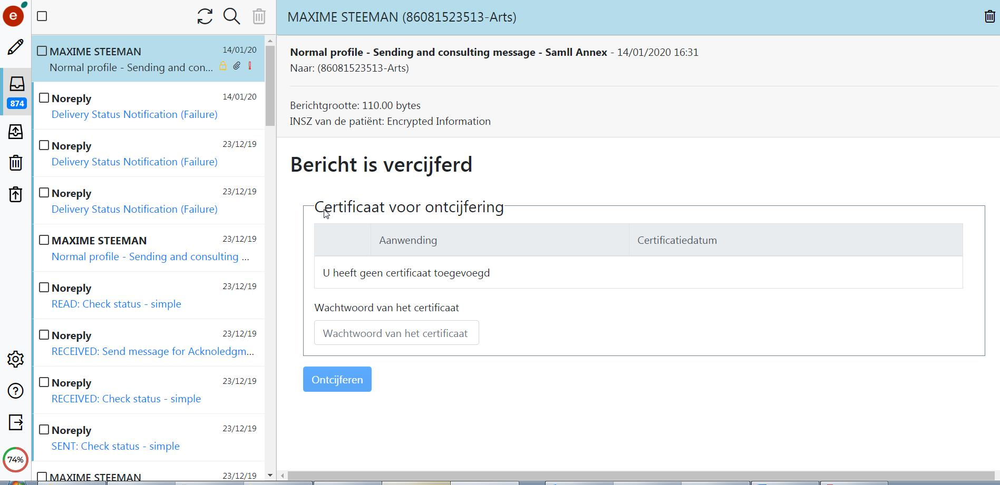 e
MAXIME STEEMAN (86081523513-Arts)
MAXIME STEEMAN 14/01/20
Normal profile - Sending and con...
874
Noreply 14/01/20
Delivery Status Notification (Failure)
Noreply 23/12/19
Delivery Status Notification (Failure)
Noreply 23/12/19
Delivery Status Notification (Failure)
MAXIME STEEMAN 23/12/19
Normal profile - Sending and consulting ...
Noreply 23/12/19
READ: Check status - simple
Noreply 23/12/19
RECEIVED: Send message for Acknoledgm...
Noreply 23/12/19
RECEIVED: Check status - simple
Noreply 23/12/19
SENT: Check status - simple
MAXIME STEEMAN 23/12/19
74%
Normal profile - Sending and consulting message - Samll Annex - 14/01/2020 16:31
Naar: (86081523513-Arts)
Berichtgrootte: 110.00 bytes
INSZ van de patiënt: Encrypted Information
Bericht is vercijferd
Certificaat voor ontcijfering
Aanwending Certificatiedatum
U heeft geen certificaat toegevoegd
Wachtwoord van het certificaat
Wachtwoord van het certificaat
Ontcijferen